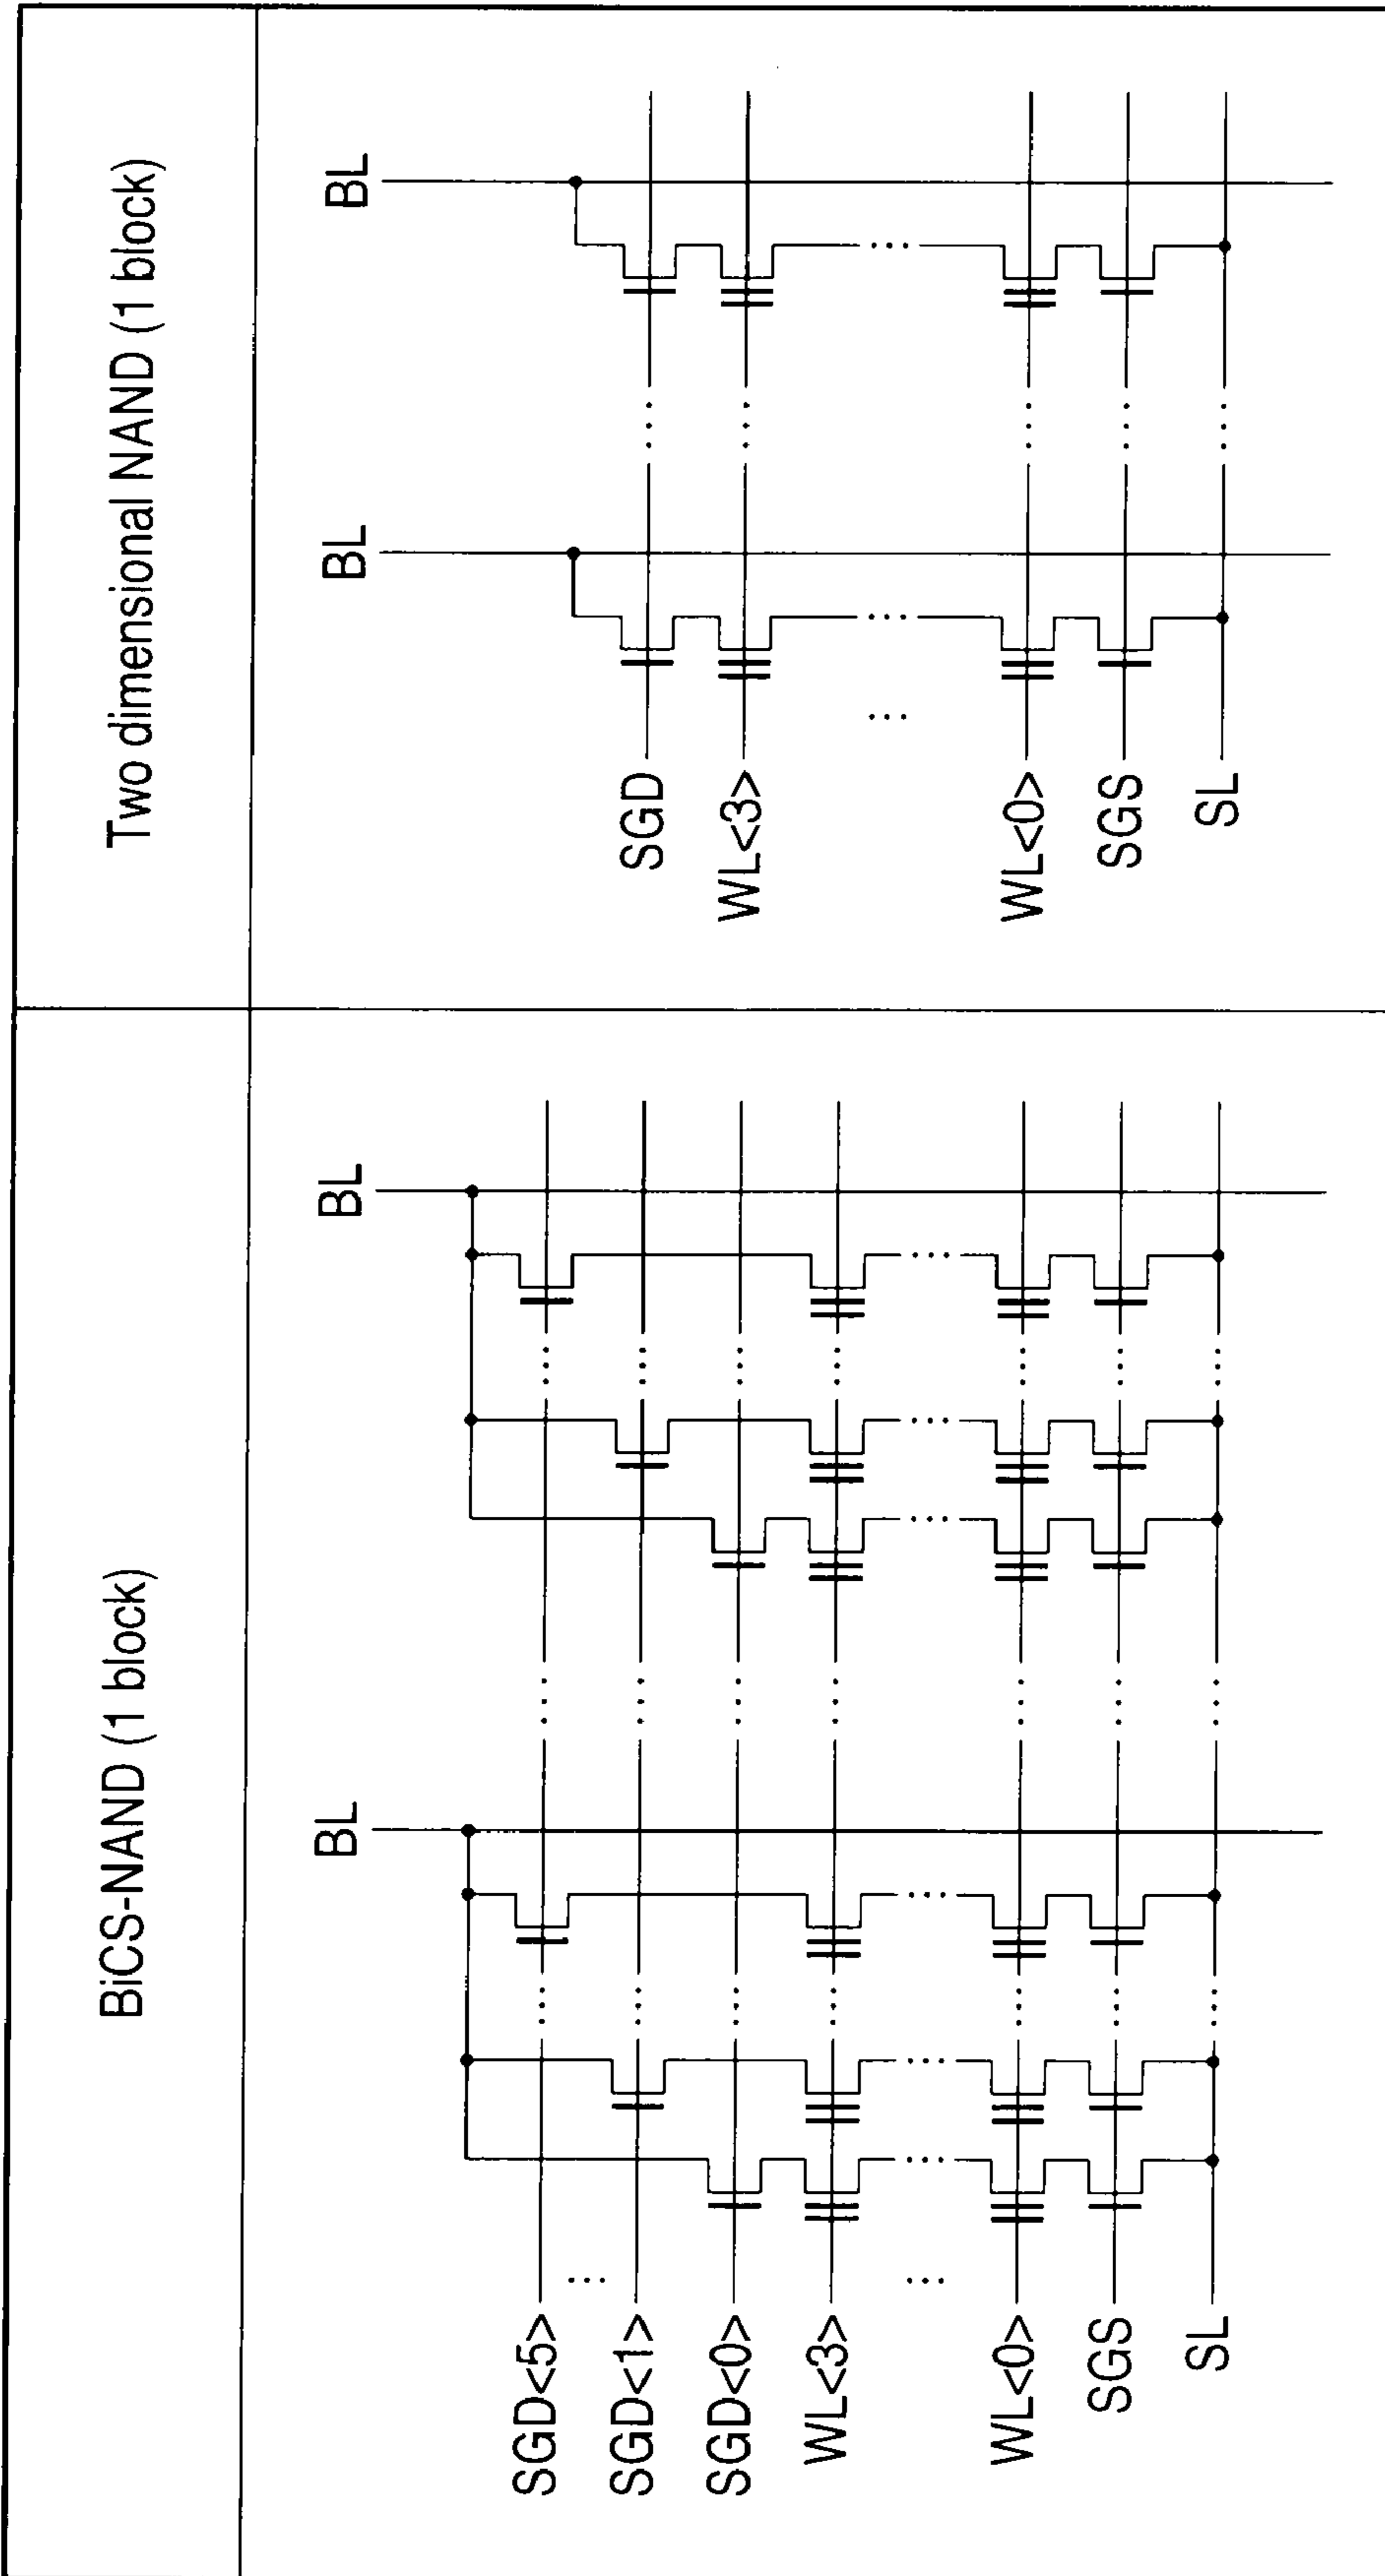 BiCS-NAND (1 block)
Two dimensional NAND (1 block)
BL
BL
SGD<5>
...
SGD<1>
SGD<0>
WL<3>
...
WL<0>
SGS
SL
BL
BL
SGD
WL<3>
...
WL<0>
SGS
SL